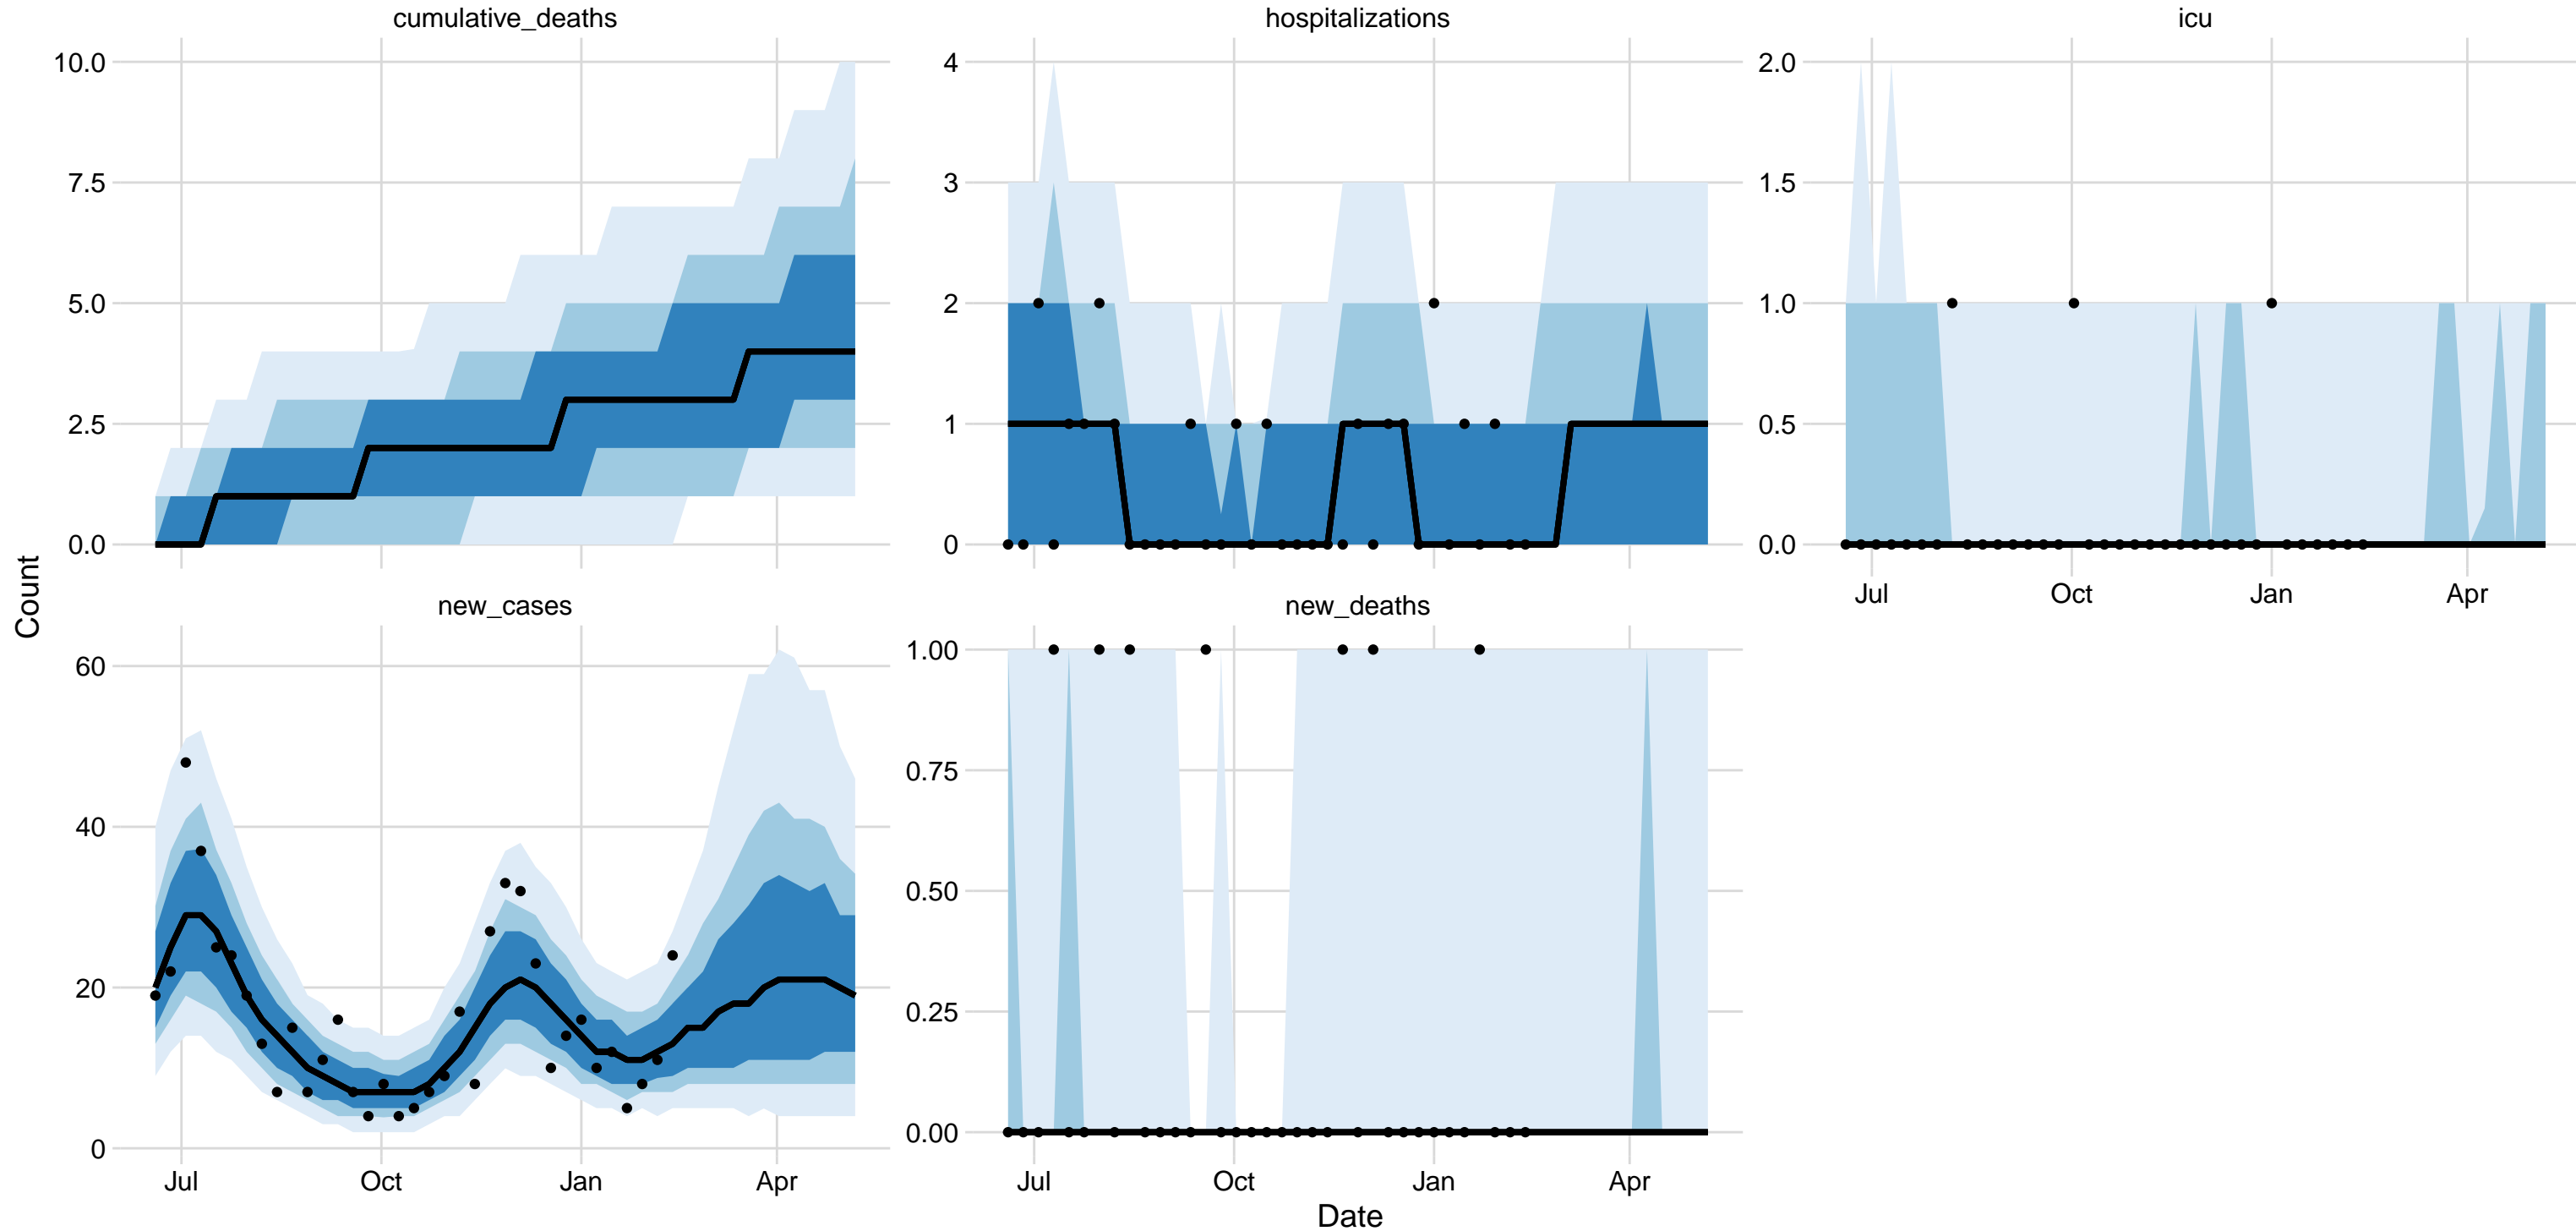 cumulative_deaths
hospitalizations
icu
10.0
7.5
5.0
2.5
0.0
4
3
2
1
0
2.0
1.5
1.0
0.5
0.0
Jul Oct Jan Apr
Count
new_cases
new_deaths
60
40
20
0
Jul Oct Jan Apr
1.00
0.75
0.50
0.25
0.00
Jul Oct Jan Apr
Date